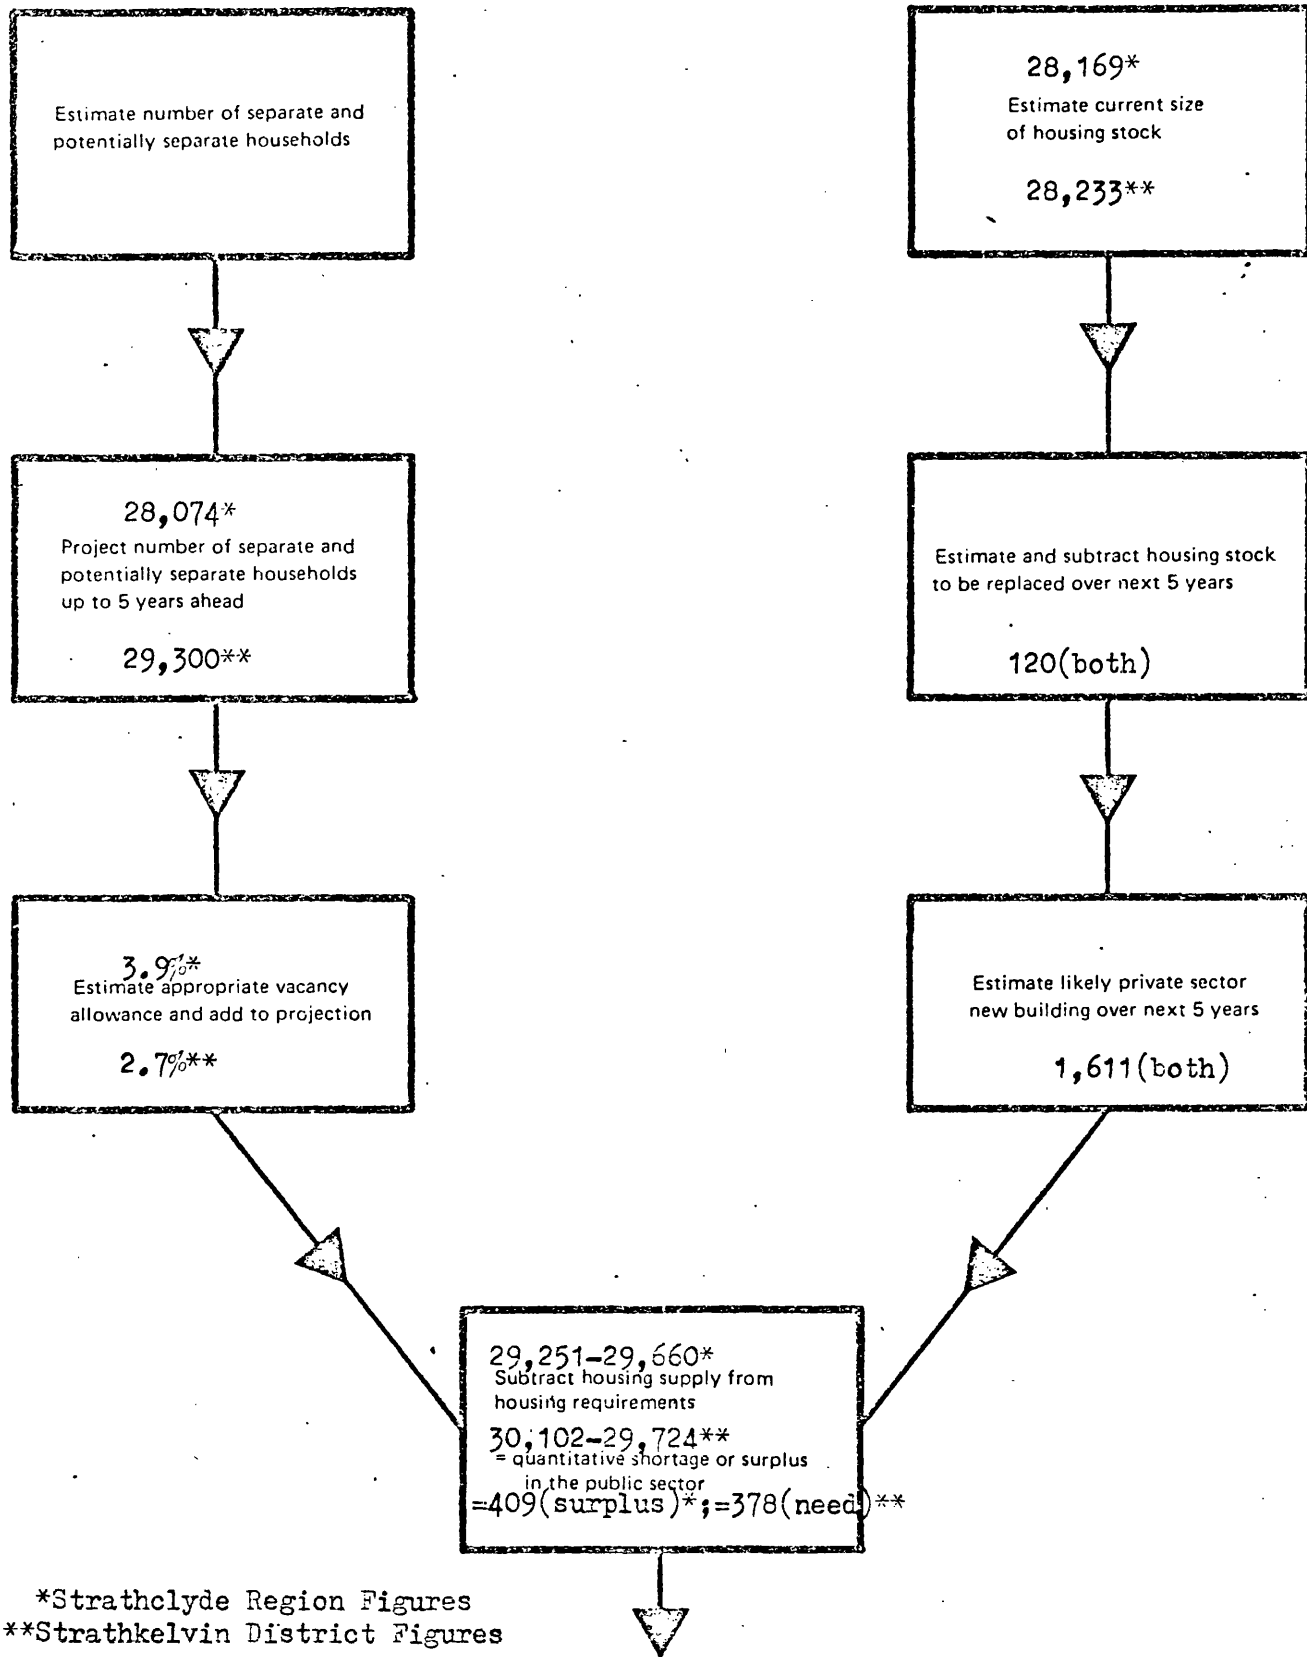 Estimate number of separate and
potentially separate households
28,169*
Estimate current size
of housing stock
28,233**
28,074*
Project number of separate and
potentially separate households
up to 5 years ahead
29,300**
Estimate and subtract housing stock
to be replaced over next 5 years
120(both)
3.9%*
Estimate appropriate vacancy
allowance and add to projection
2.7%**
Estimate likely private sector
new building over next 5 years
1,611(both)
29,251-29,660*
Subtract housing supply from
housing requirements
30,102-29,724**
= quantitative shortage or surplus
in the public sector
=409(surplus)*;=378(need)**
*Strathclyde Region Figures
**Strathkelvin District Figures